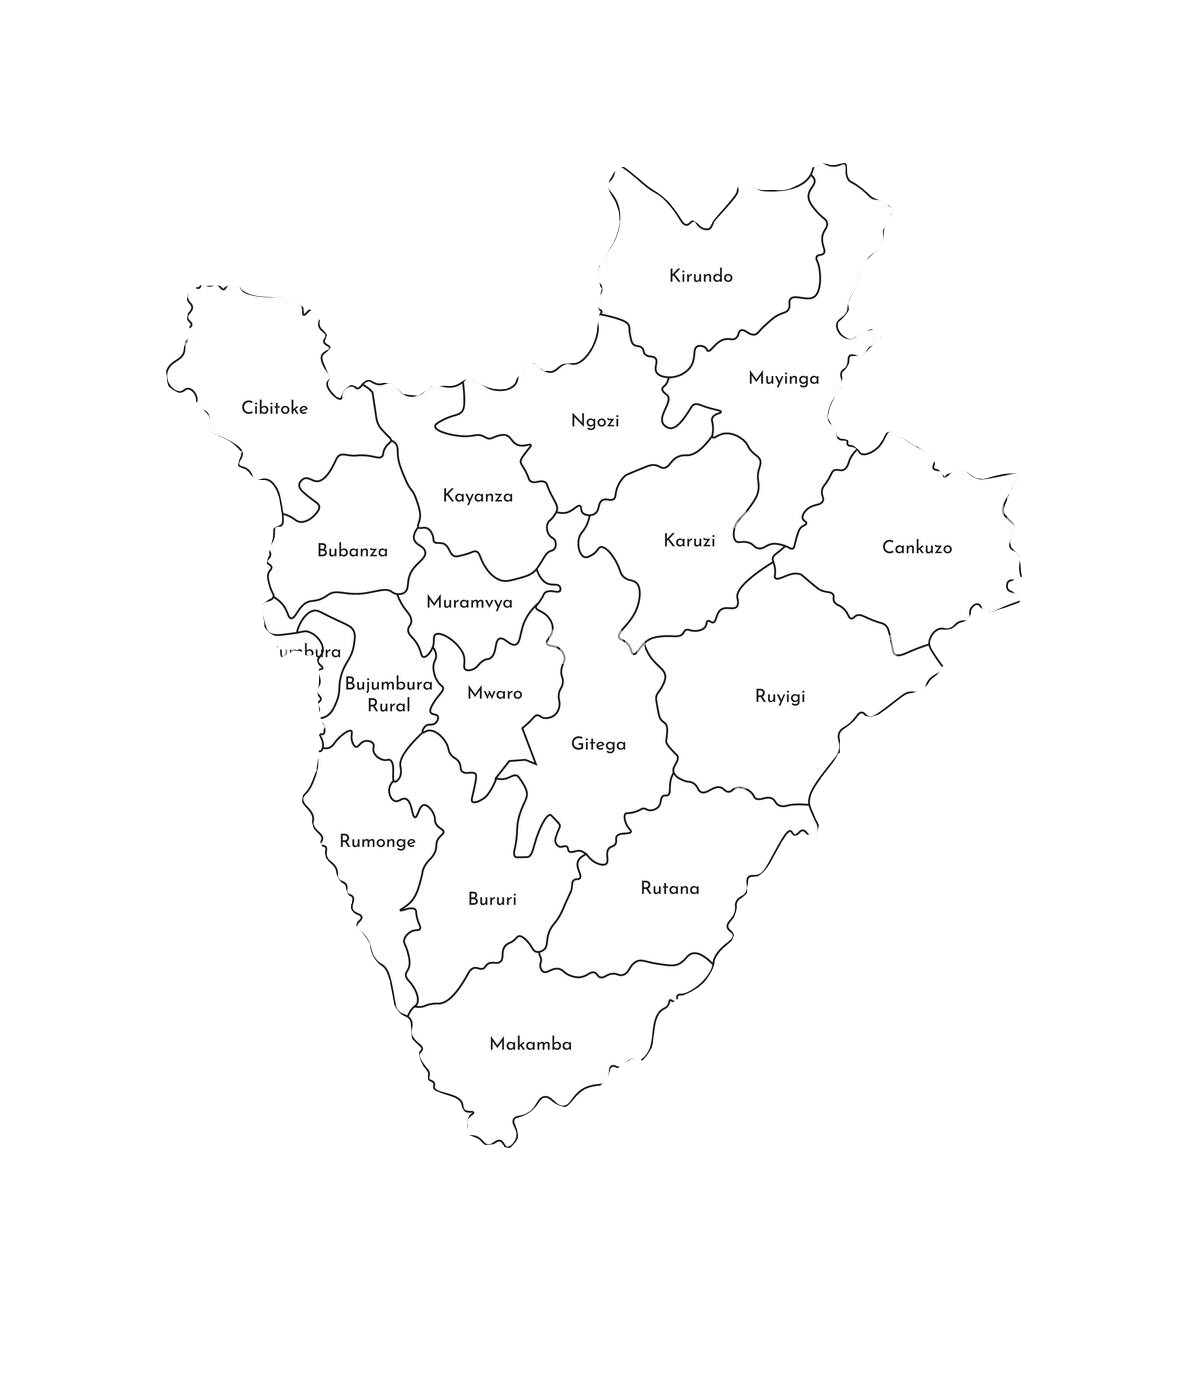 Kirundo
Muyinga
Cibitoke
Ngozi
Kayanza
Karuzi
Cankuzo
Bubanza
Muramvya
umbura
Bujumbura
Rural
Mwaro
Ruyigi
Gitega
Rumonge
Rutana
Bururi
Makamba